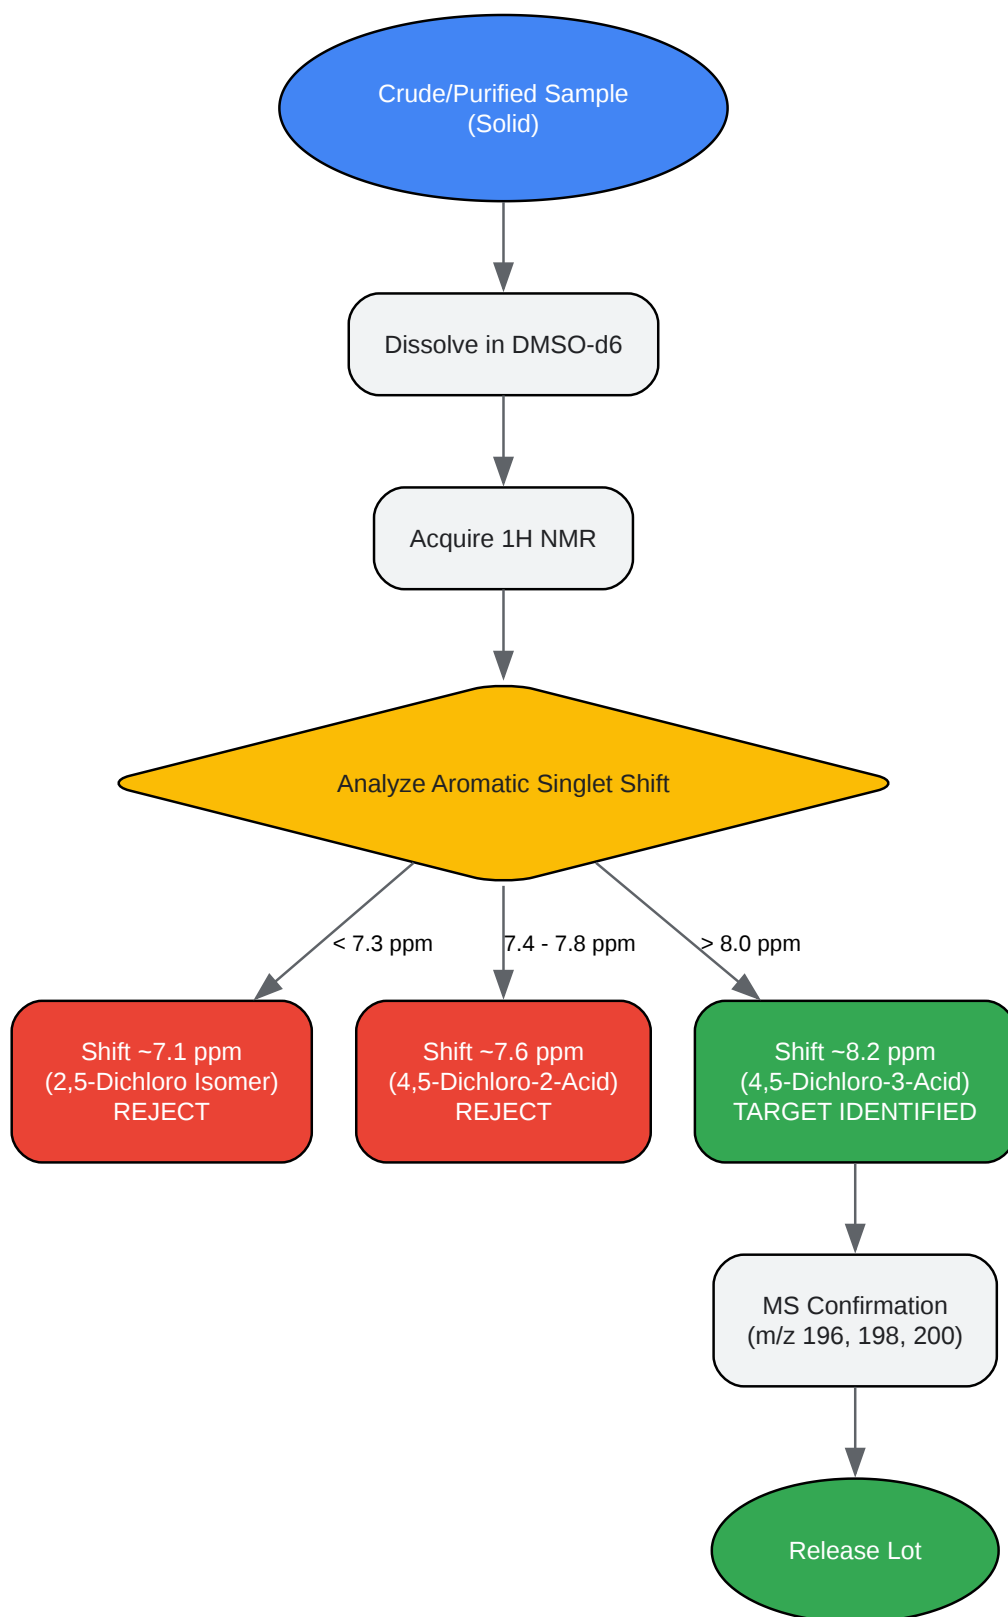 Crude/Purified Sample
(Solid)
Dissolve in DMSO-d6
Acquire 1H NMR
Analyze Aromatic Singlet Shift
< 7.3 ppm
7.4 - 7.8 ppm
> 8.0 ppm
Shift ~7.1 ppm
(2,5-Dichloro Isomer)
REJECT
Shift ~7.6 ppm
(4,5-Dichloro-2-Acid)
REJECT
Shift ~8.2 ppm
(4,5-Dichloro-3-Acid)
TARGET IDENTIFIED
MS Confirmation
(m/z 196, 198, 200)
Release Lot